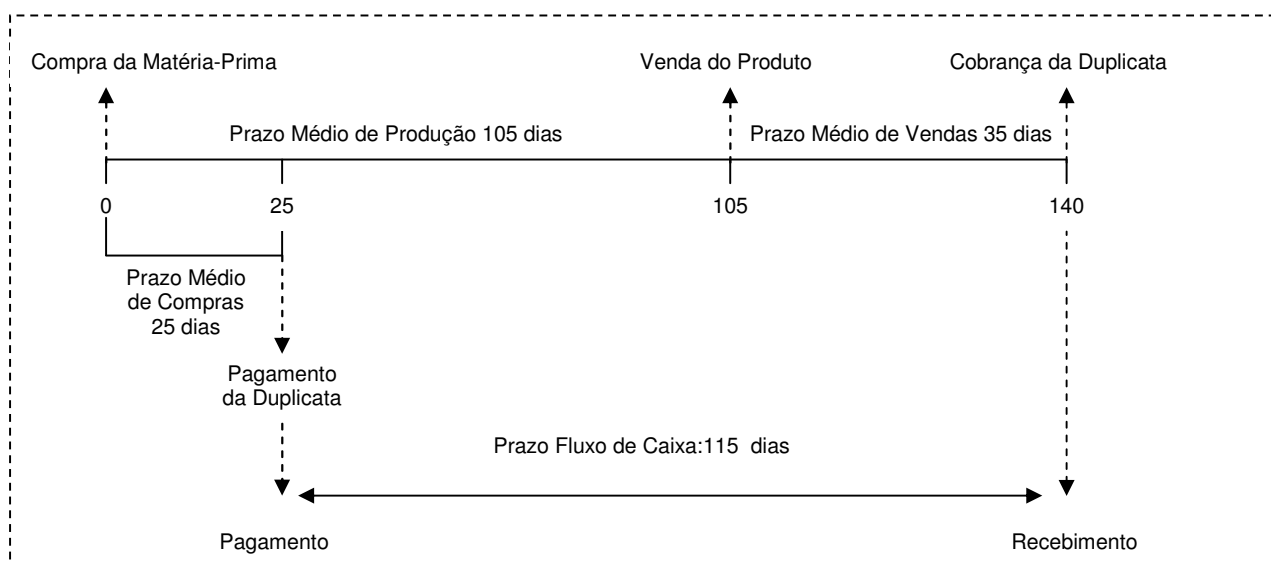 Compra da Matéria-Prima
Venda do Produto
Cobrança da Duplicata
Prazo Médio de Produção 105 dias
Prazo Médio de Vendas 35 dias
0
25
105
140
Prazo Médio
de Compras
25 dias
Pagamento
da Duplicata
Prazo Fluxo de Caixa:115 dias
Pagamento
Recebimento